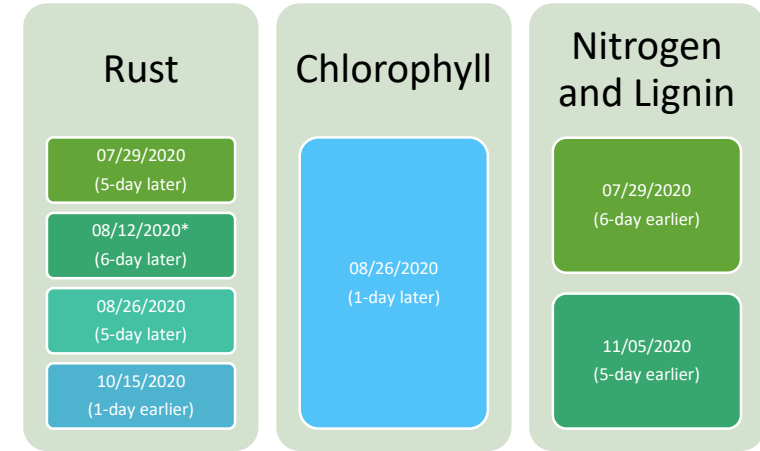 Rust
07/29/2020
(5-day later)
08/12/2020*
(6-day later)
08/26/2020
(5-day later)
10/15/2020
(1-day earlier)
Chlorophyll
08/26/2020
(1-day later)
Nitrogen
and Lignin
07/29/2020
(6-day earlier)
11/05/2020
(5-day earlier)